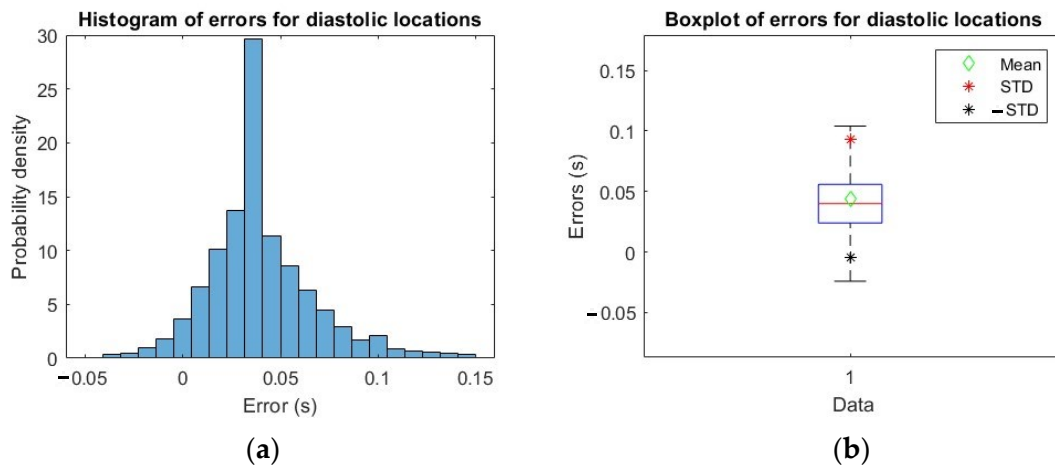 Histogram of errors for diastolic locations
30
25
20
15
10
5
0
−0.05
0
0.05
0.1
0.15
Probability density
Error (s)
(a)
Boxplot of errors for diastolic locations
0.15
0.1
0.05
0
−0.05
Errors (s)
Mean
STD
−STD
1
Data
(b)